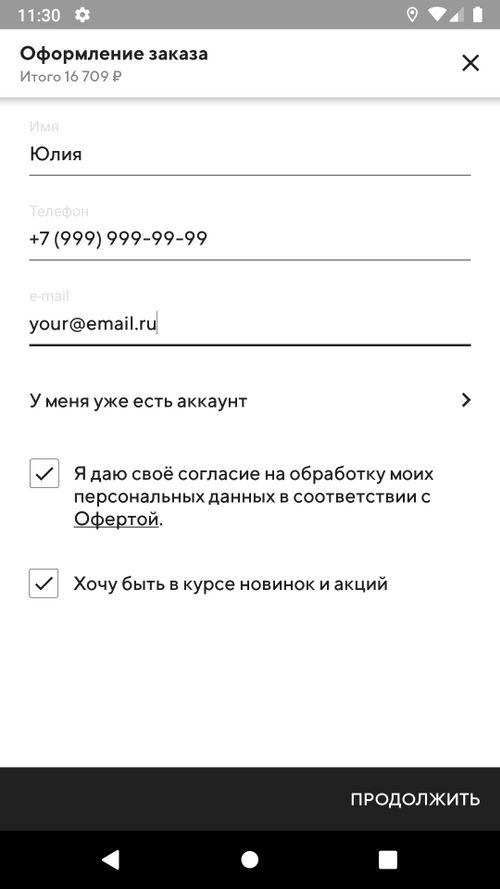 11:30
Оформление заказа
Итого 16 709 ₽
Имя
Юлия
Телефон
+7 (999) 999-99-99
e-mail
your@email.ru
У меня уже есть аккаунт
Я даю своё согласие на обработку моих
персональных данных в соответствии с
Офертой.
Хочу быть в курсе новинок и акций
ПРОДОЛЖИТЬ